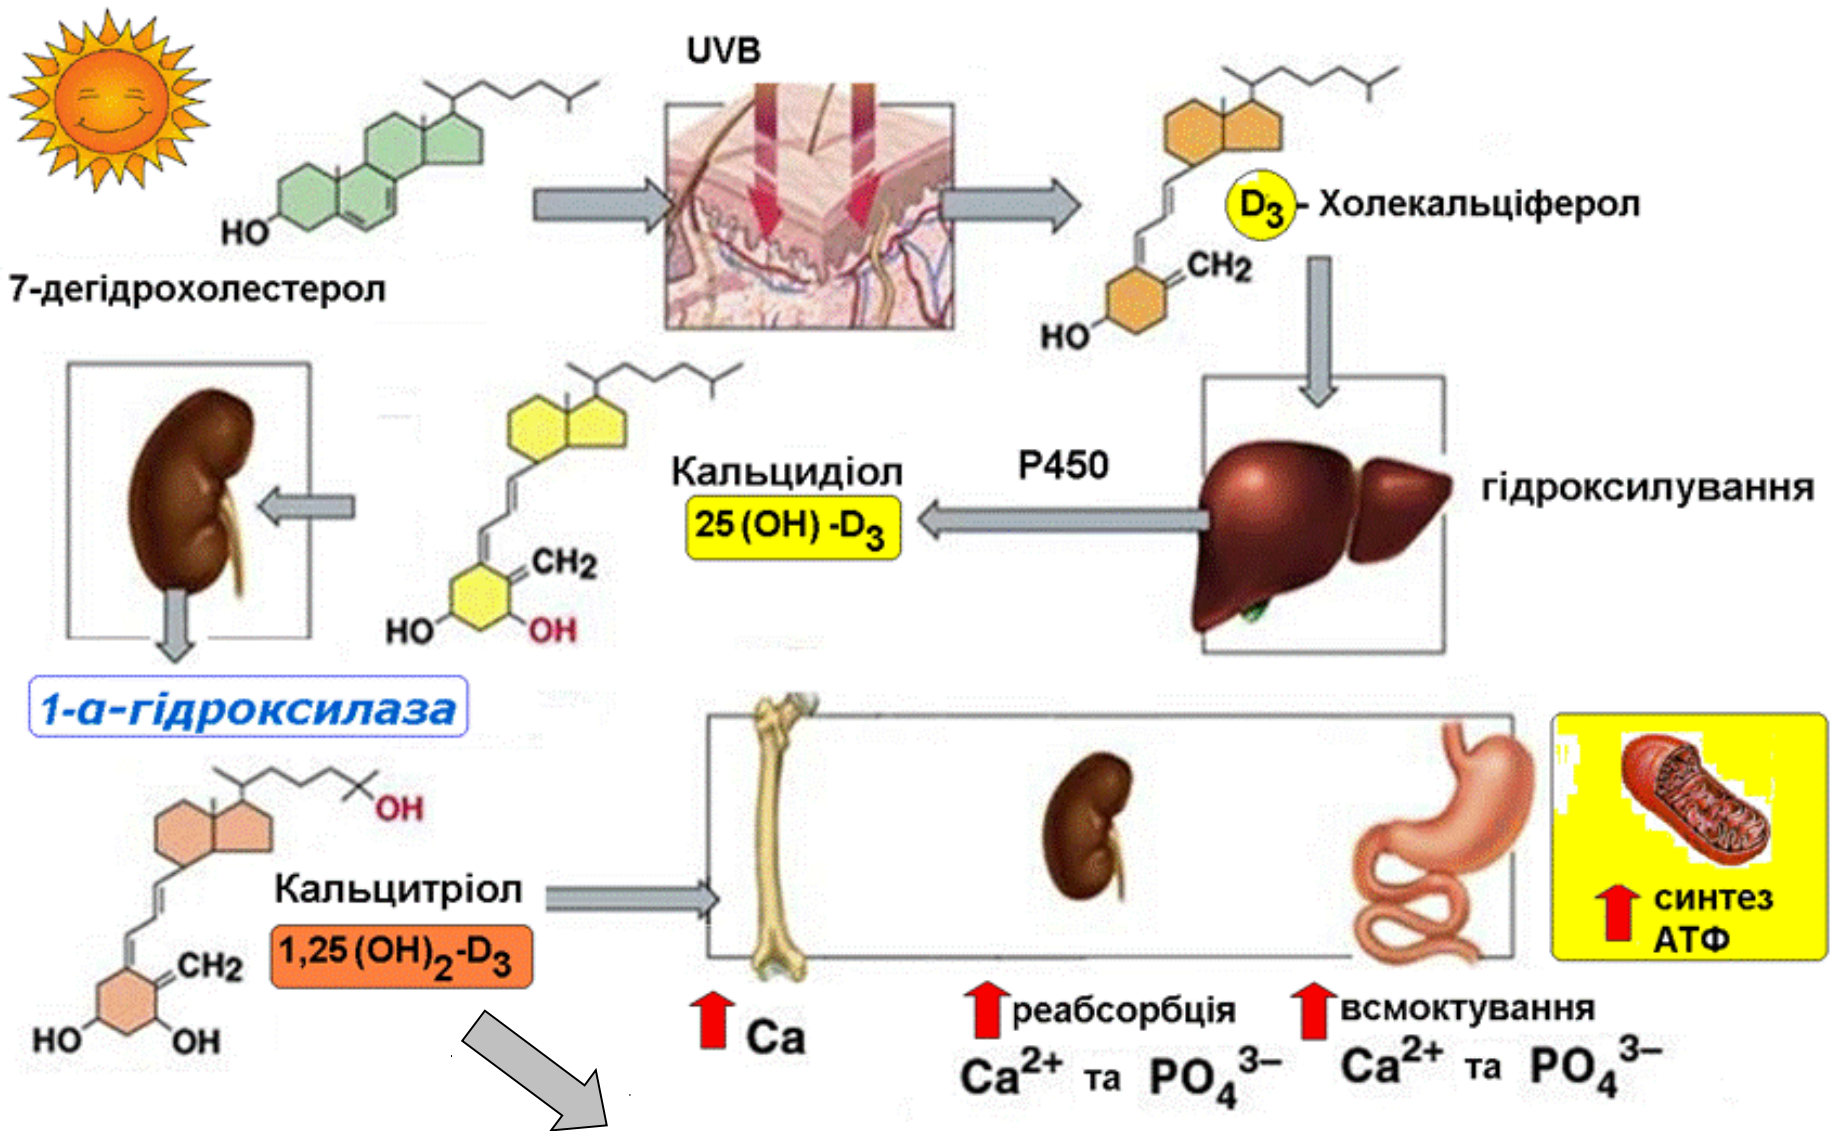 UVB
HO
7-дегідрохолестерол
D3 - Холекальціферол
CH2
HO
Кальцидіол
25 (OH) -D3
P450
гідроксилування
CH2
HO
OH
1-α-гідроксилаза
OH
Кальцитріол
1,25 (OH)2-D3
CH2
HO
OH
синтез
АТФ
Ca
реабсорбція
Ca2+ та PO43–
всмоктування
Ca2+ та PO43–